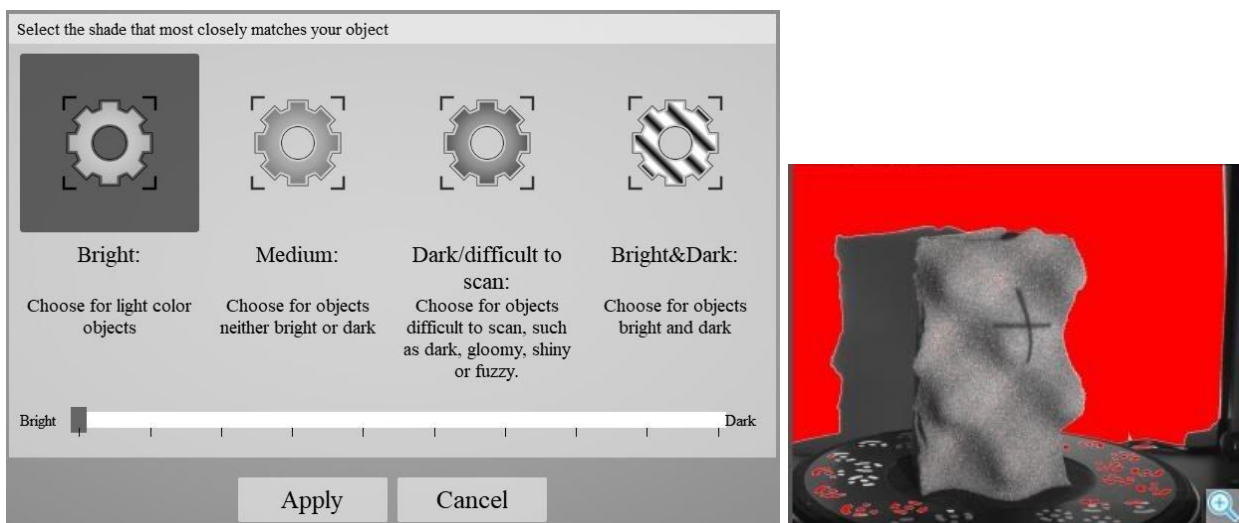 Select the shade that most closely matches your object
Bright:
Choose for light color
objects
Medium:
Choose for objects
neither bright or dark
Dark/difficult to
scan:
Choose for objects
difficult to scan, such
as dark, gloomy, shiny
or fuzzy.
Bright&Dark:
Choose for objects
bright and dark
Bright
Dark
Apply
Cancel